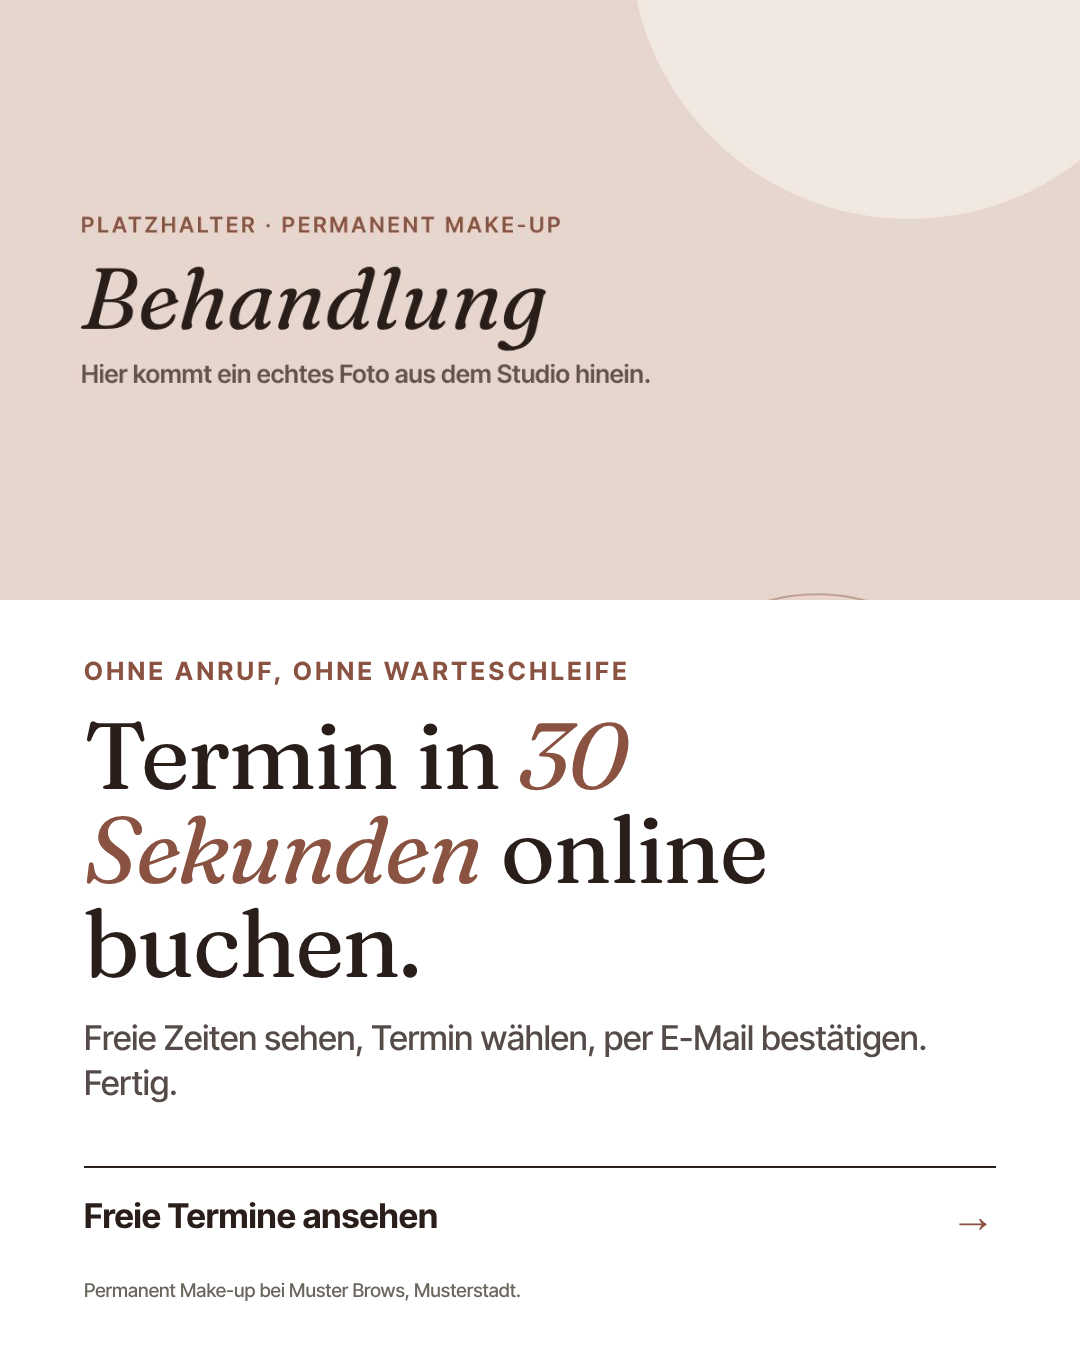 PLATZHALTER · PERMANENT MAKE-UP
Behandlung
Hier kommt ein echtes Foto aus dem Studio hinein.
OHNE ANRUF, OHNE WARTESCHLEIFE
Termin in 30
Sekunden online
buchen.
Freie Zeiten sehen, Termin wählen, per E-Mail bestätigen.
Fertig.
Freie Termine ansehen →
Permanent Make-up bei Muster Brows, Musterstadt.